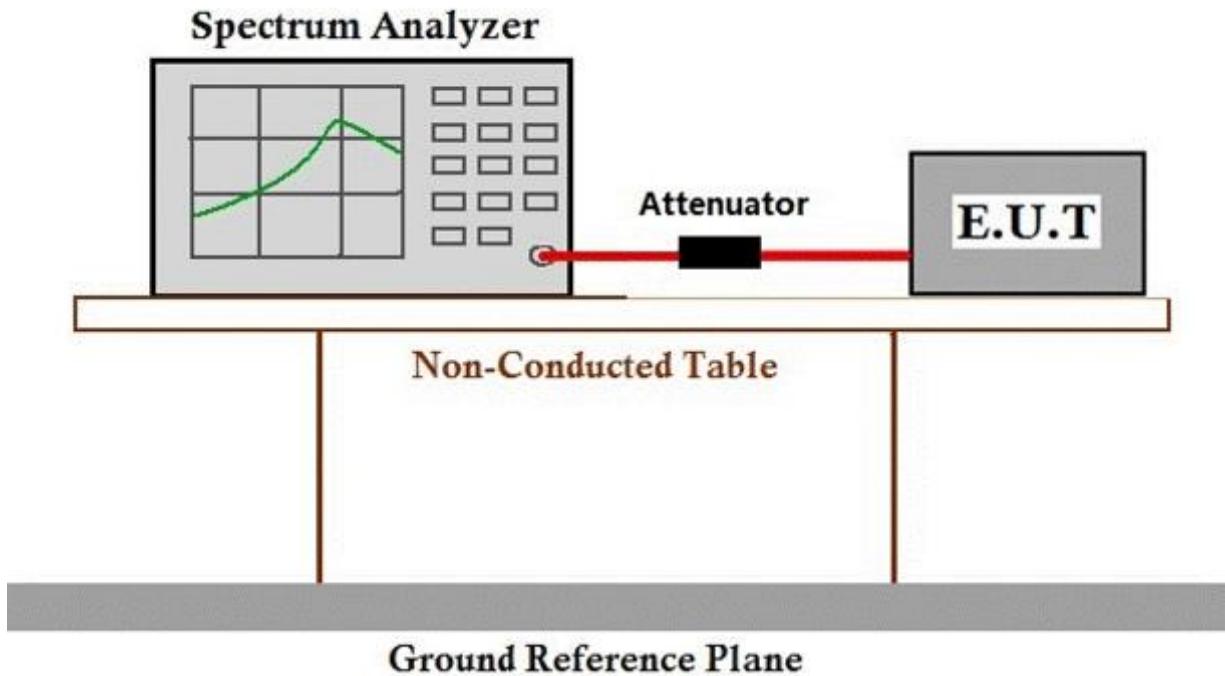 Spectrum Analyzer
Attenuator
E.U.T
Non-Conducted Table
Ground Reference Plane